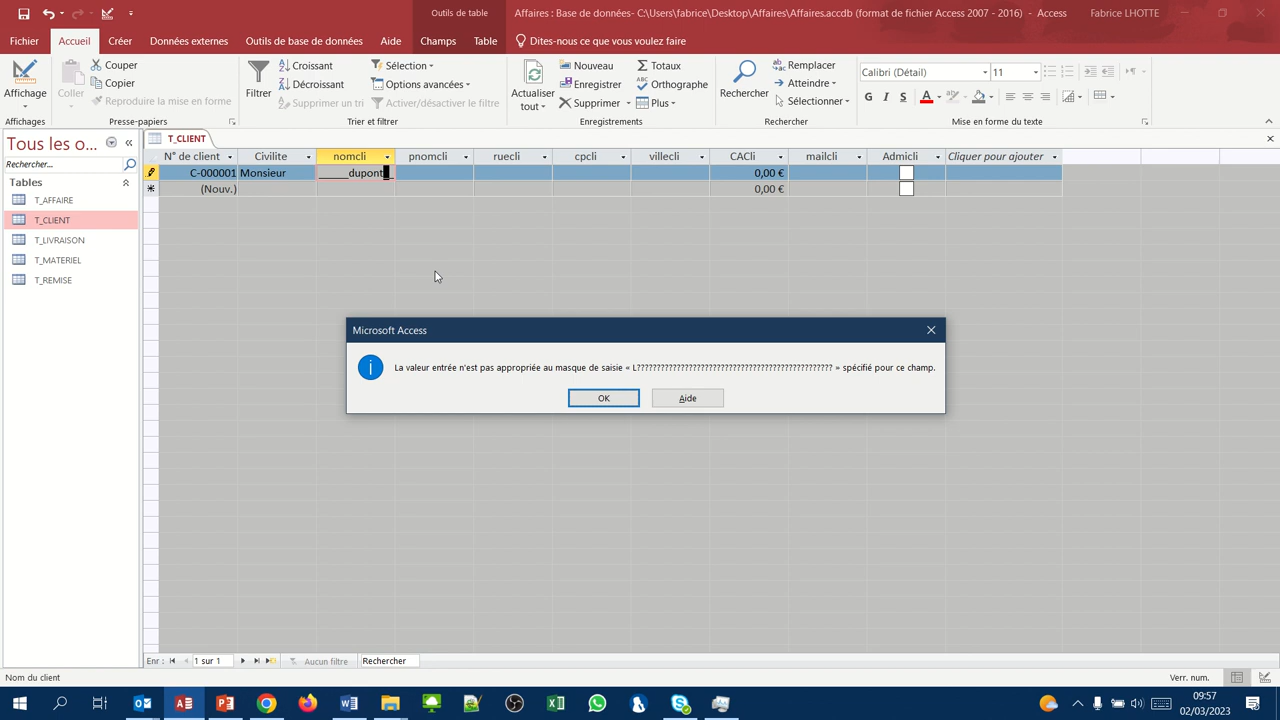 Outils de table
Affaires : Base de données- C:\Users\fabrice\Desktop\Affaires\Affaires.accdb (format de fichier Access 2007 - 2016) - Access
Fabrice LHOTTE
Fichier Accueil Créer Données externes Outils de base de données Aide Champs Table Dites-nous ce que vous voulez faire
Affichage
Affichages
Coller
Couper
Copier
Reproduire la mise en forme
Presse-papiers
Filtrer
Croissant
Décroissant
Supprimer un tri
Sélection
Options avancées
Activer/désactiver le filtre
Trier et filtrer
Actualiser
tout
Nouveau
Enregistrer
Supprimer
Totaux
Orthographe
Plus
Enregistrements
Rechercher
Remplacer
Atteindre
Sélectionner
Rechercher
Calibri (Détail) 11
G I S A
Mise en forme du texte
Tous les o...
Rechercher...
Tables
T_AFFAIRE
T_CLIENT
T_LIVRAISON
T_MATERIEL
T_REMISE
T_CLIENT
N° de client Civilite nomcli pnomcli ruecli cpcli villecli CACli mailcli Admicli Cliquer pour ajouter
C-000001 Monsieur _____dupont 0,00 €
(Nouv.) 0,00 €
Microsoft Access
La valeur entrée n'est pas appropriée au masque de saisie « L????????????????????????????????????????????????? » spécifié pour ce champ.
OK Aide
Enr : 1 sur 1 Aucun filtre Rechercher
Nom du client
Verr. num.
09:57
02/03/2023